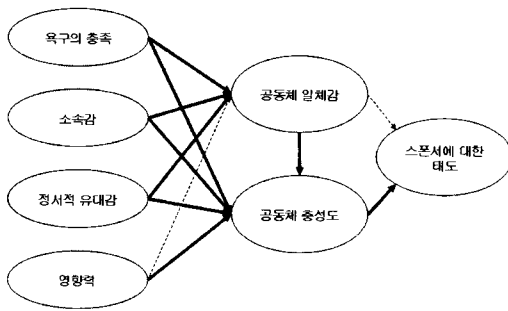 욕구의 충족
소속감
정서적 유대감
영향력
공동체 일체감
공동체 충성도
스폰서에 대한
태도